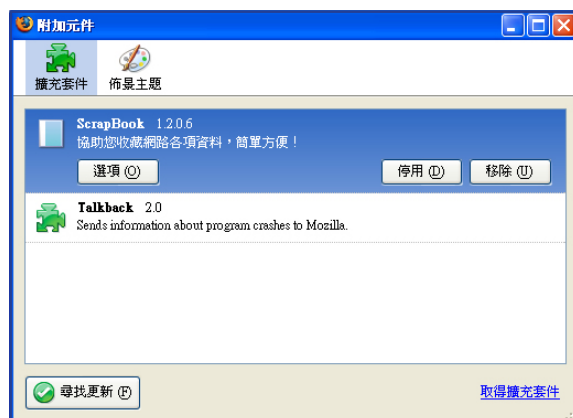 附加元件
擴充套件 佈景主題
ScrapBook 1.2.0.6
協助您收藏網路各項資料，簡單方便！
選項(O) 停用(D) 移除(U)
Talkback 2.0
Sends information about program crashes to Mozilla.
尋找更新(F) 取得擴充套件